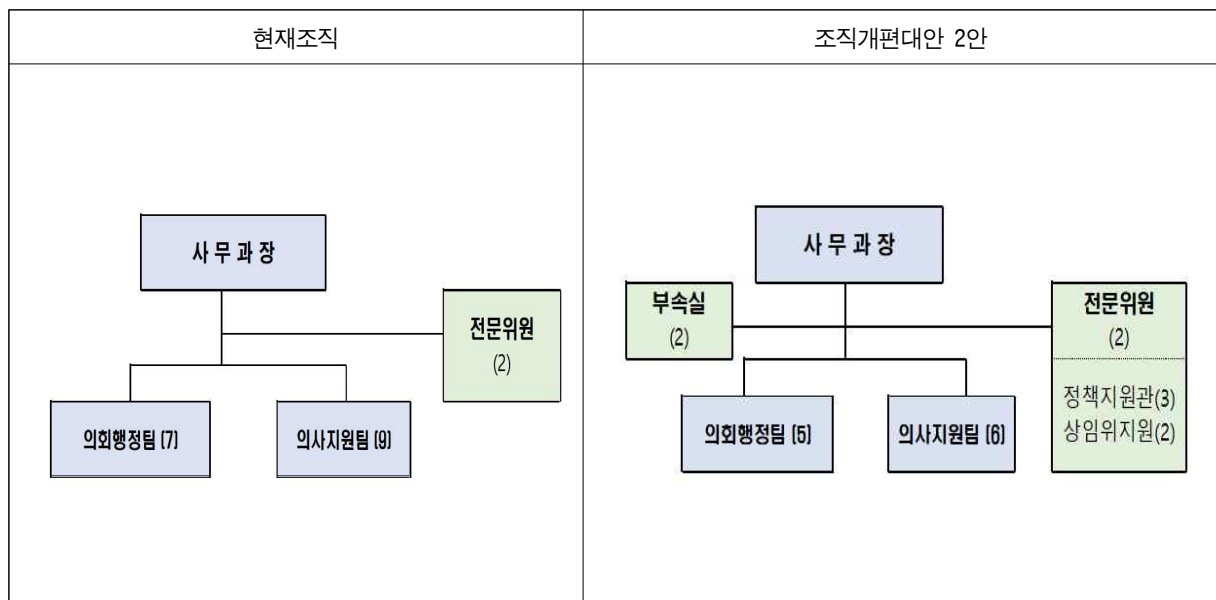 현재조직
조직개편대안 2안
사 무 과 장
전문위원
(2)
의회행정팀 (7)
의사지원팀 (9)
사 무 과 장
부속실
(2)
전문위원
(2)
정책지원관(3)
상임위지원(2)
의회행정팀 (5)
의사지원팀 (6)